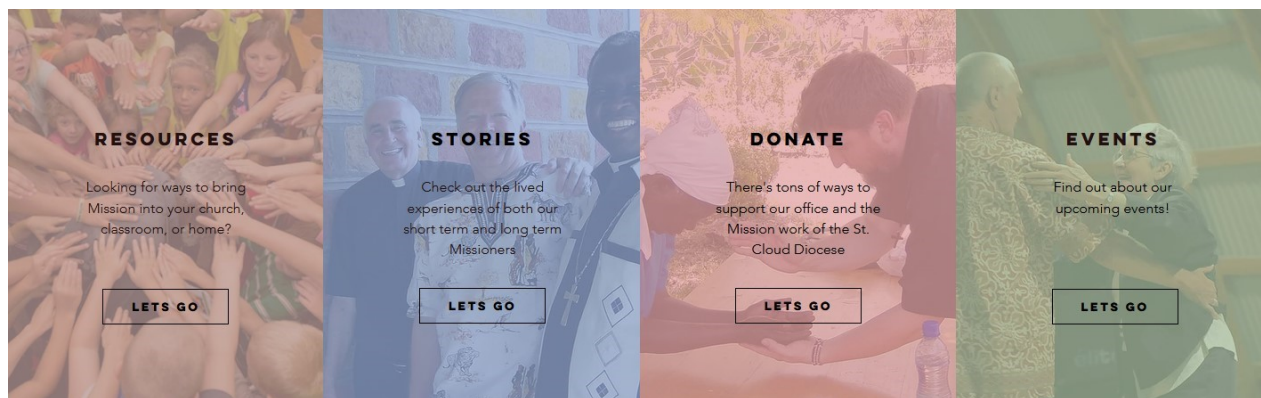 RESOURCES
Looking for ways to bring
Mission into your church,
classroom, or home?
LETS GO
STORIES
Check out the lived
experiences of both our
short term and long term
Missioners
LETS GO
DONATE
There's tons of ways to
support our office and the
Mission work of the St.
Cloud Diocese
LETS GO
EVENTS
Find out about our
upcoming events!
LETS GO